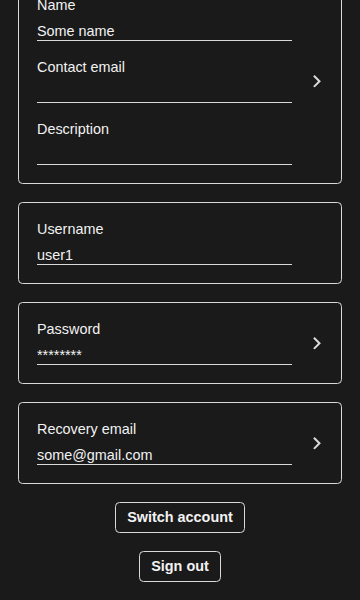 Name
Some name
Contact email
Description
Username
user1
Password
********
Recovery email
some@gmail.com
Switch account
Sign out